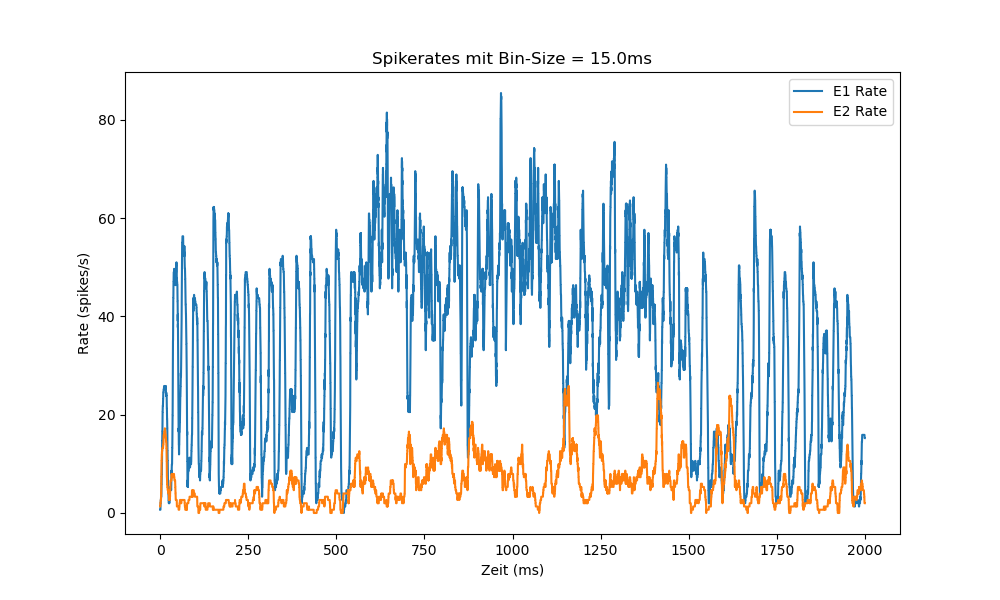 Spikerates mit Bin-Size = 15.0ms
E1 Rate
E2 Rate
Rate (spikes/s)
80
60
40
20
0
0 250 500 750 1000 1250 1500 1750 2000
Zeit (ms)